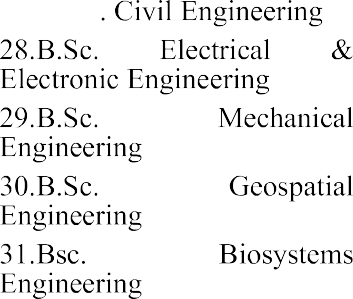 . Civil Engineering
28.B.Sc. Electrical &
Electronic Engineering
29.B.Sc. Mechanical
Engineering
30.B.Sc. Geospatial
Engineering
31.Bsc. Biosystems
Engineering